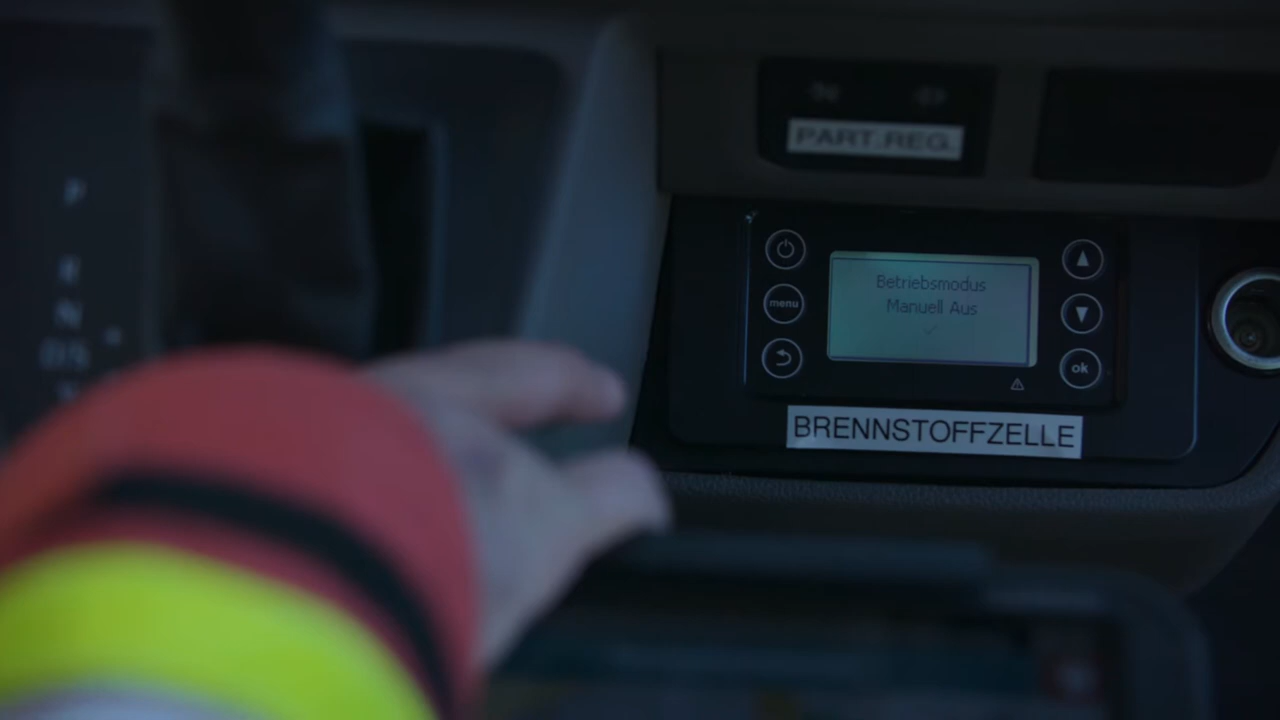 P
R
N
PART.REG.
menu
Betriebsmodus
Manuell Aus
ok
BRENNSTOFFZELLE